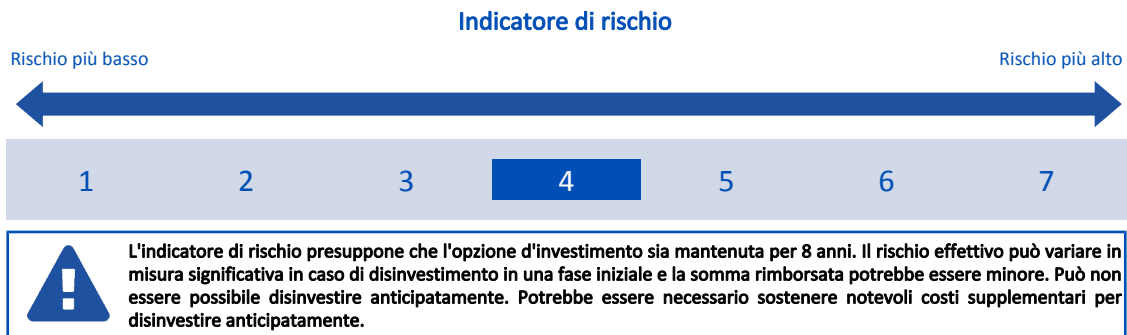 Indicatore di rischio
Rischio più basso
Rischio più alto
1 2 3 4 5 6 7
L'indicatore di rischio presuppone che l'opzione d'investimento sia mantenuta per 8 anni. Il rischio effettivo può variare in
misura significativa in caso di disinvestimento in una fase iniziale e la somma rimborsata potrebbe essere minore. Può non
essere possibile disinvestire anticipatamente. Potrebbe essere necessario sostenere notevoli costi supplementari per
disinvestire anticipatamente.